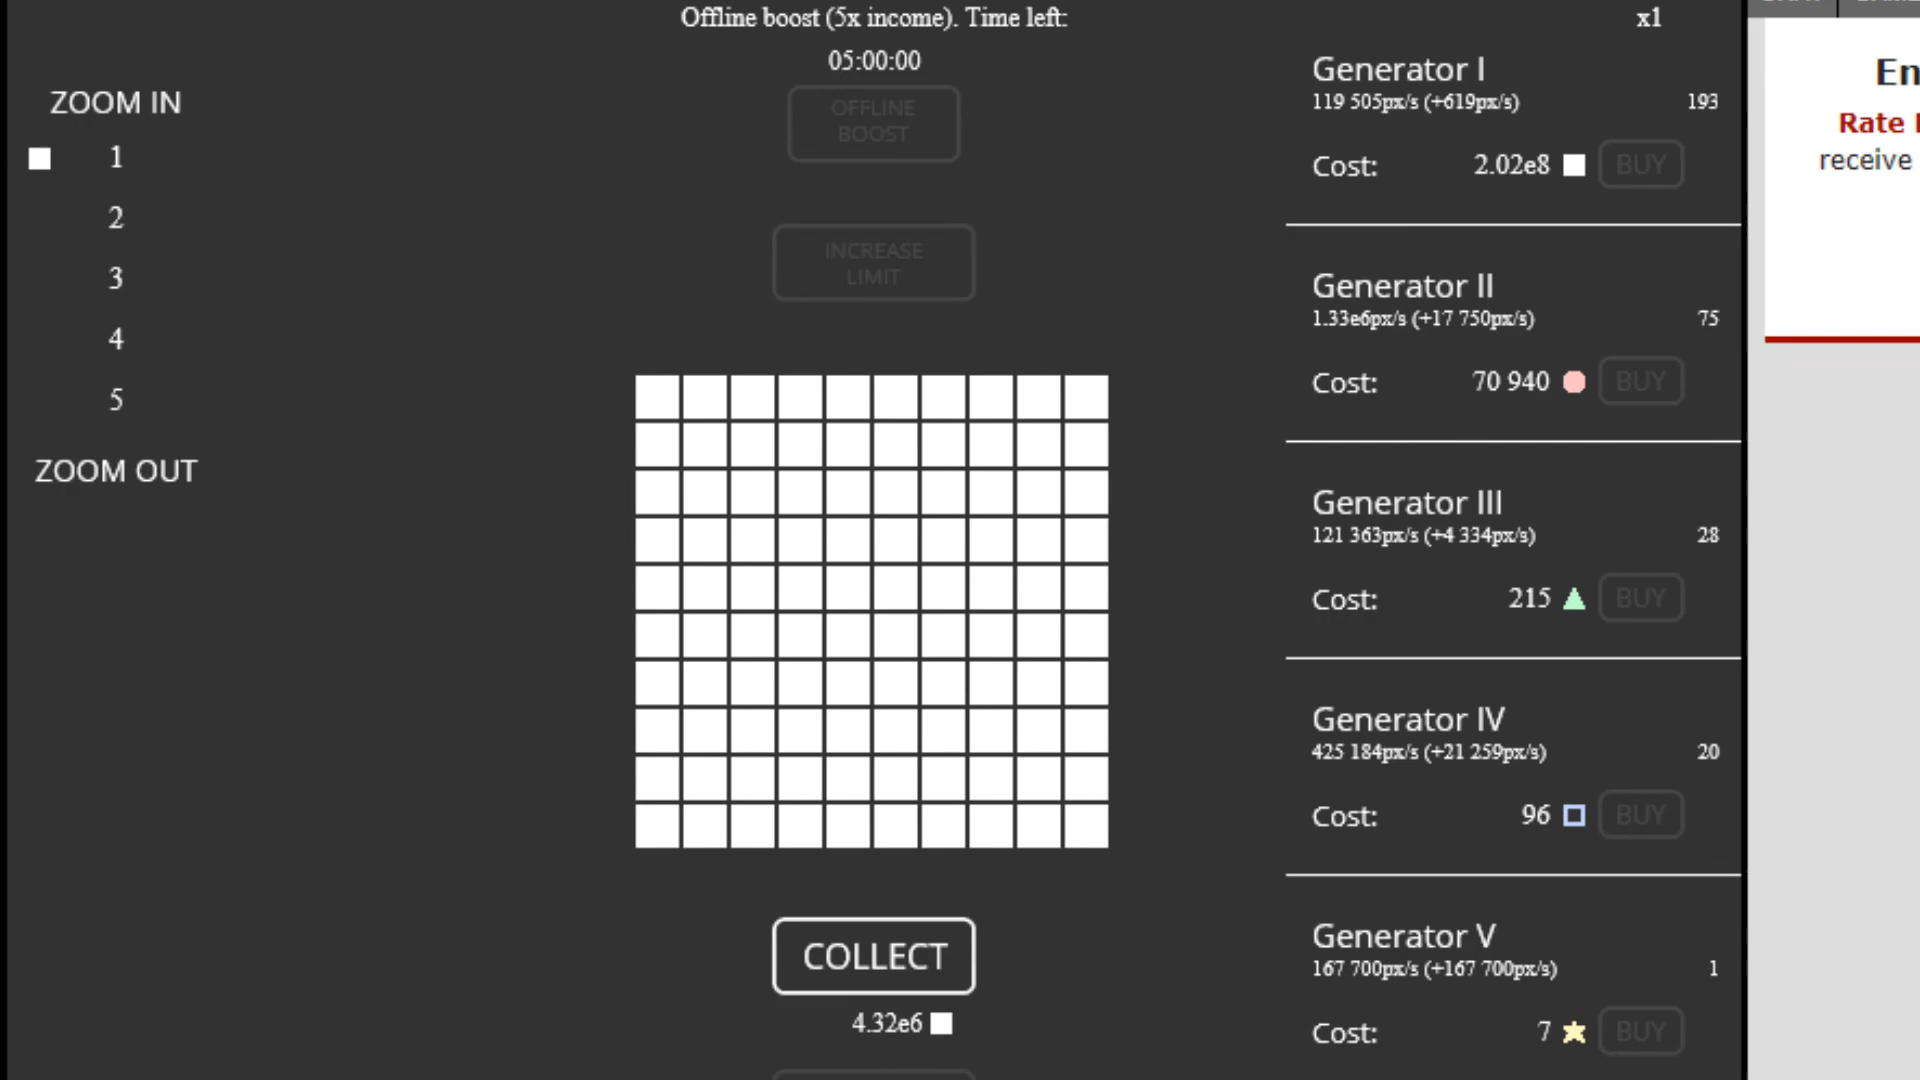 Offline boost (5x income). Time left:
05:00:00
OFFLINE
BOOST
INCREASE
LIMIT
ZOOM IN
1
2
3
4
5
ZOOM OUT
COLLECT
4.32e6
x1
Generator I
119 505px/s (+619px/s)
193
Cost:
2.02e8
BUY
Generator II
1.33e6px/s (+17 750px/s)
75
Cost:
70 940
BUY
Generator III
121 363px/s (+4 334px/s)
28
Cost:
215
BUY
Generator IV
425 184px/s (+21 259px/s)
20
Cost:
96
BUY
Generator V
167 700px/s (+167 700px/s)
1
Cost:
7
BUY
En
Rate
receive